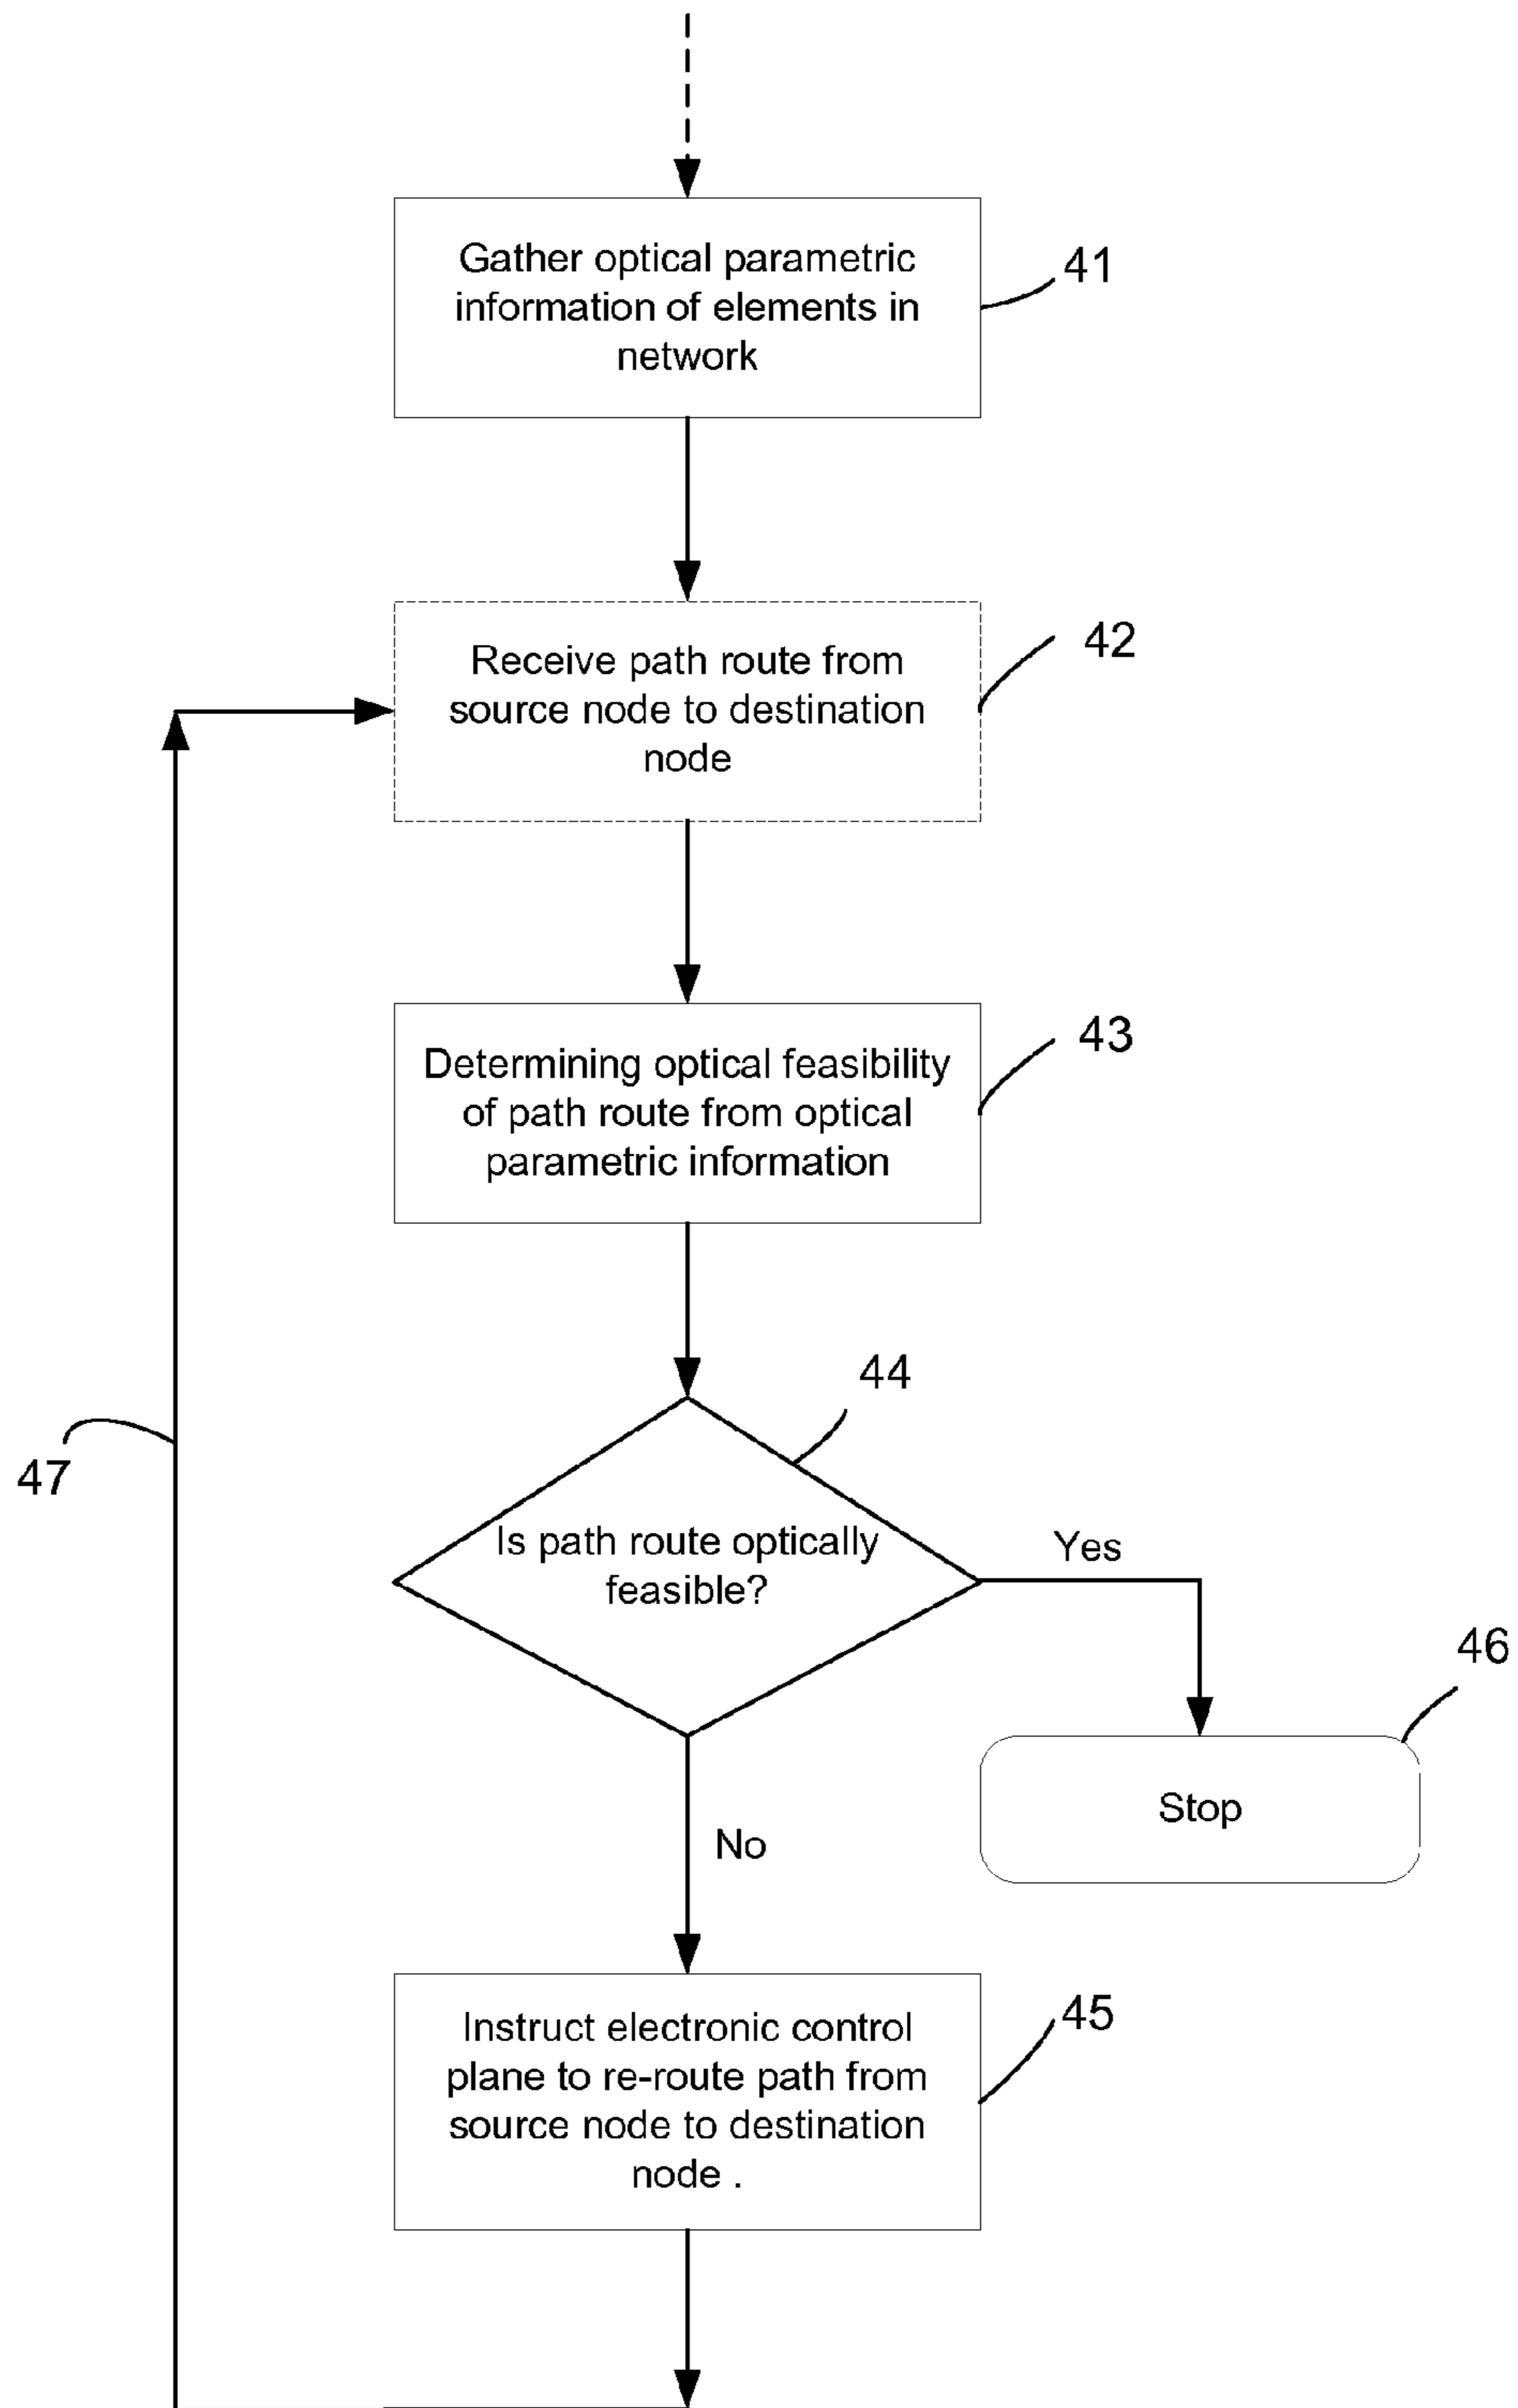 Gather optical parametric
information of elements in
network
41
Receive path route from
source node to destination
node
42
Determining optical feasibility
of path route from optical
parametric information
43
44
47
Is path route optically
feasible?
Yes
46
Stop
No
Instruct electronic control
plane to re-route path from
source node to destination
node .
45